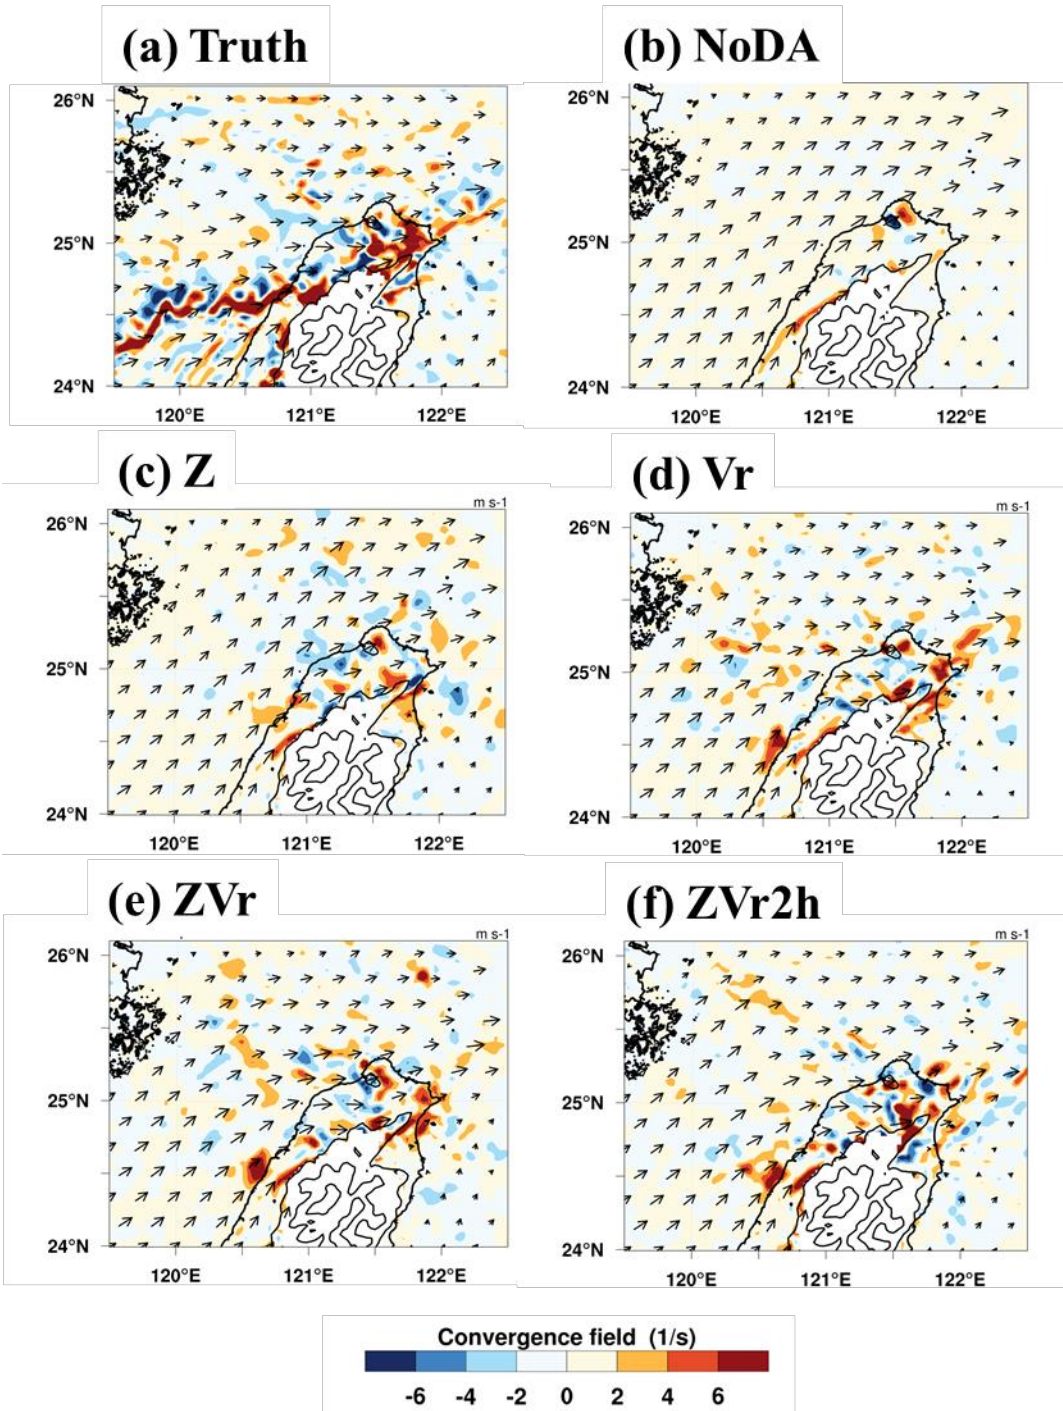 (a) Truth
(b) NoDA
26°N
25°N
24°N
120°E 121°E 122°E
26°N
25°N
24°N
120°E 121°E 122°E
(c) Z
(d) Vr
m s-1
26°N
25°N
24°N
120°E 121°E 122°E
m s-1
26°N
25°N
24°N
120°E 121°E 122°E
(e) ZVr
(f) ZVr2h
m s-1
26°N
25°N
24°N
120°E 121°E 122°E
m s-1
26°N
25°N
24°N
120°E 121°E 122°E
Convergence field (1/s)
-6 -4 -2 0 2 4 6